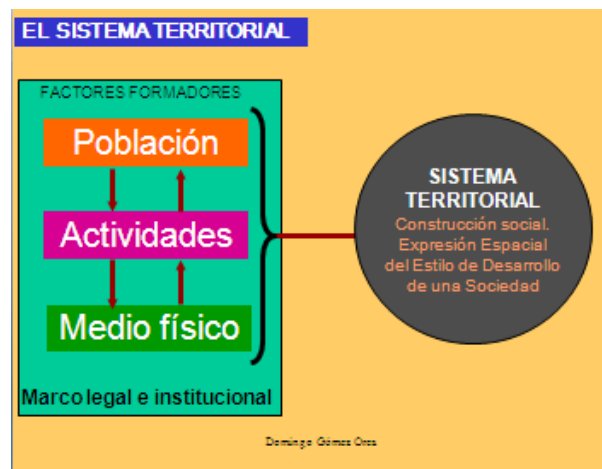 EL SISTEMA TERRITORIAL
FACTORES FORMADORES
Población
Actividades
Medio físico
Marco legal e institucional
SISTEMA
TERRITORIAL
Construcción social.
Expresión Espacial
del Estilo de Desarrollo
de una Sociedad
Domingo Gómez Orea